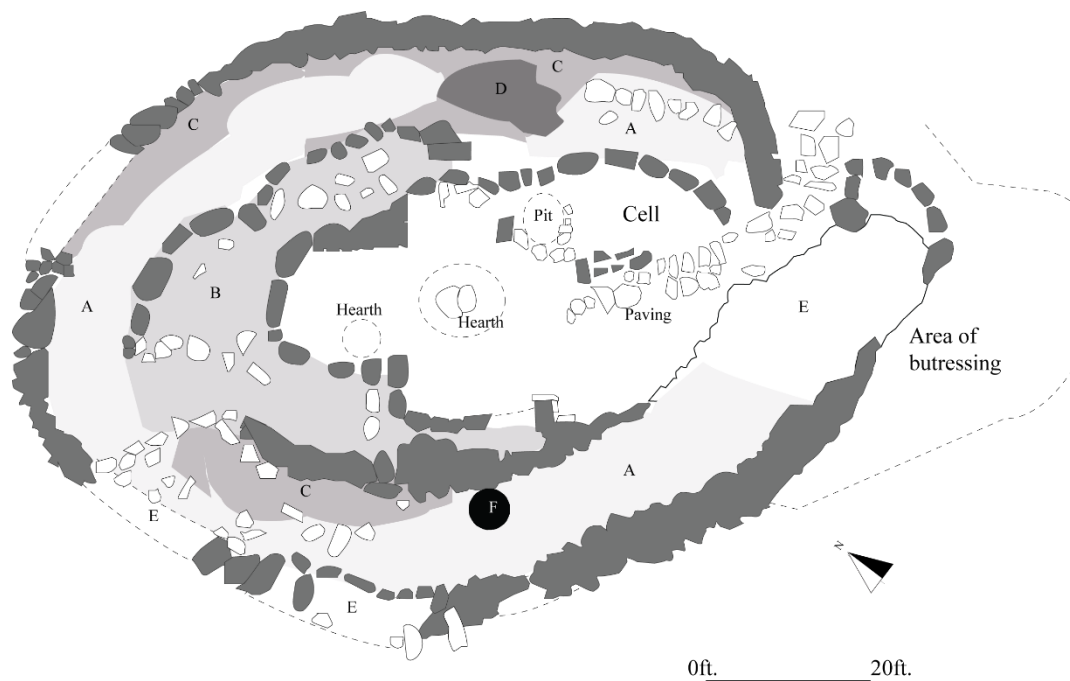 C
D
C
A
Pit
Cell
A
B
Hearth
Hearth
Paving
E
Area of
butressing
A
C
F
E
N
E
0ft.
20ft.